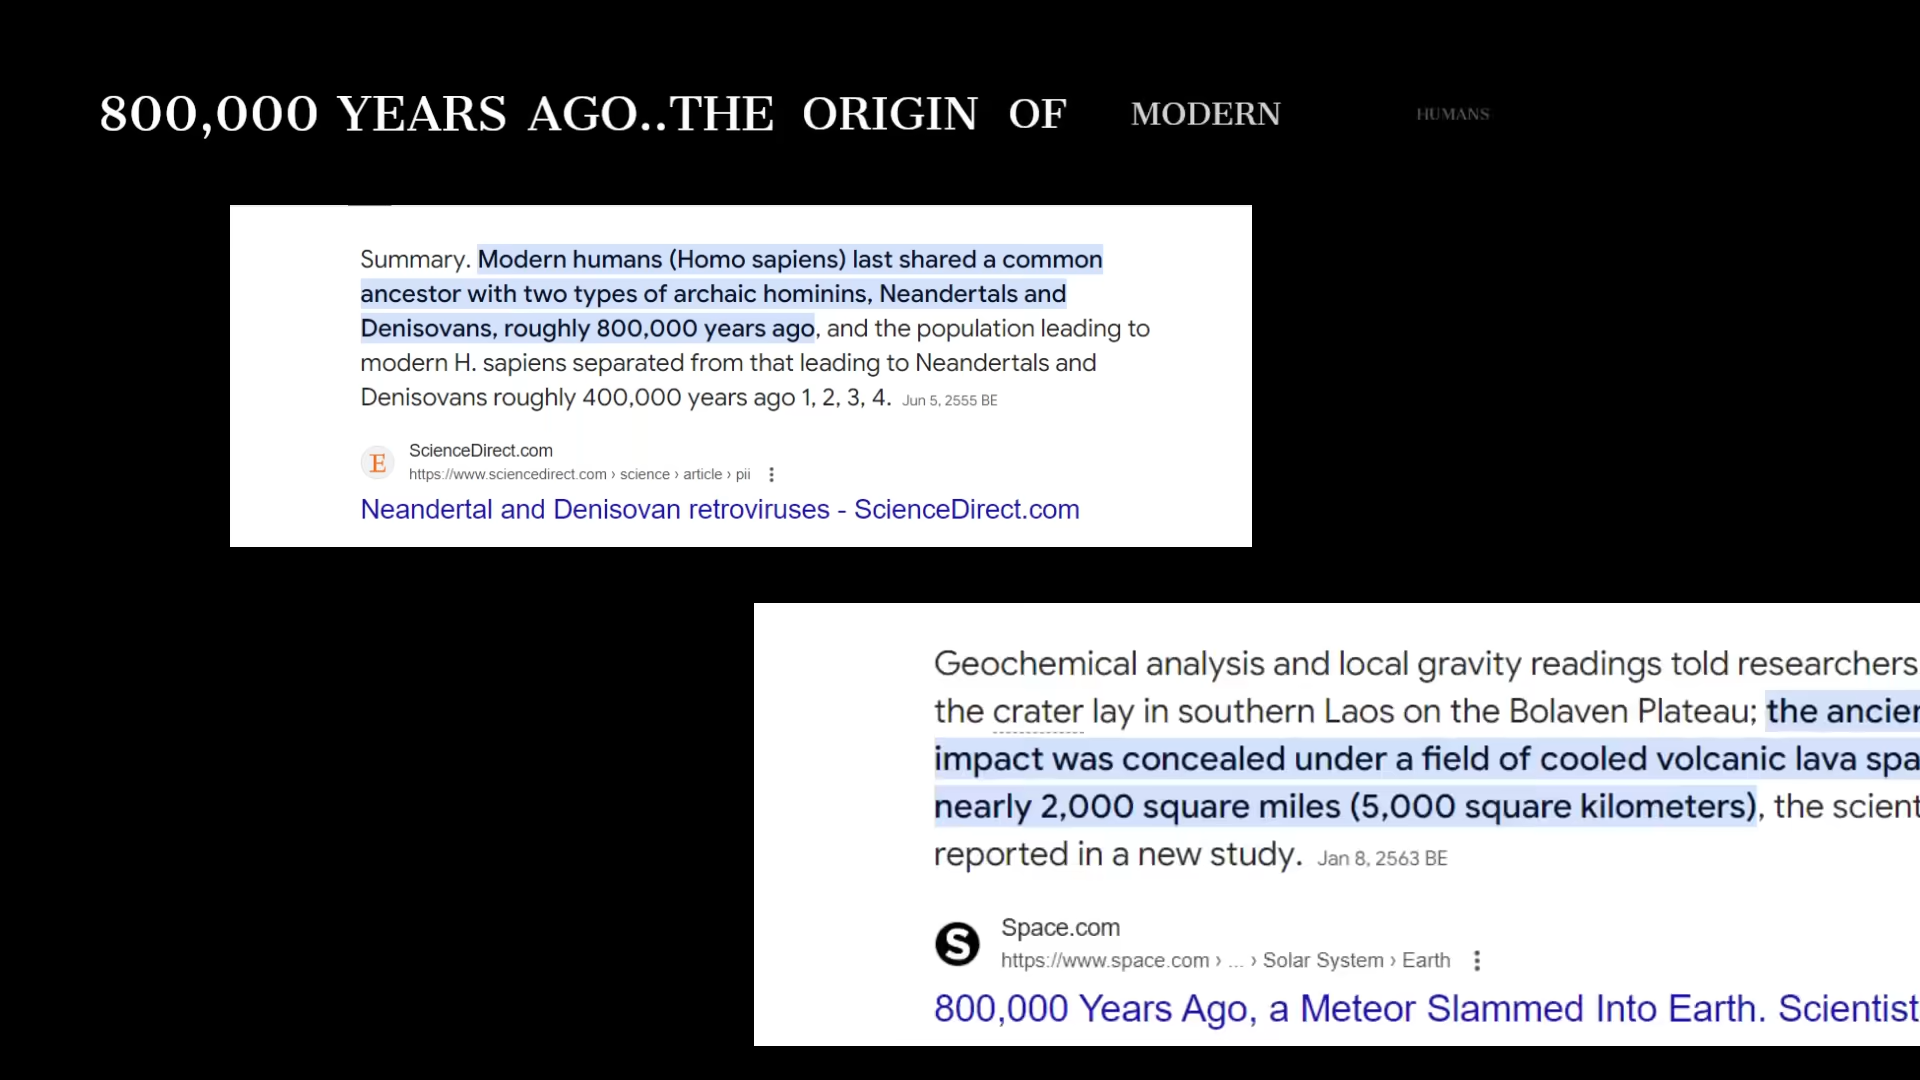 800,000 YEARS AGO..THE ORIGIN OF MODERN HUMANS
Summary. Modern humans (Homo sapiens) last shared a common
ancestor with two types of archaic hominins, Neandertals and
Denisovans, roughly 800,000 years ago, and the population leading to
modern H. sapiens separated from that leading to Neandertals and
Denisovans roughly 400,000 years ago 1, 2, 3, 4. Jun 5, 2555 BE
E
ScienceDirect.com
https://www.sciencedirect.com › science › article › pii
Neandertal and Denisovan retroviruses - ScienceDirect.com
Geochemical analysis and local gravity readings told researchers
the crater lay in southern Laos on the Bolaven Plateau; the ancien
impact was concealed under a field of cooled volcanic lava spa
nearly 2,000 square miles (5,000 square kilometers), the scient
reported in a new study. Jan 8, 2563 BE
S
Space.com
https://www.space.com › ... › Solar System › Earth
800,000 Years Ago, a Meteor Slammed Into Earth. Scientist